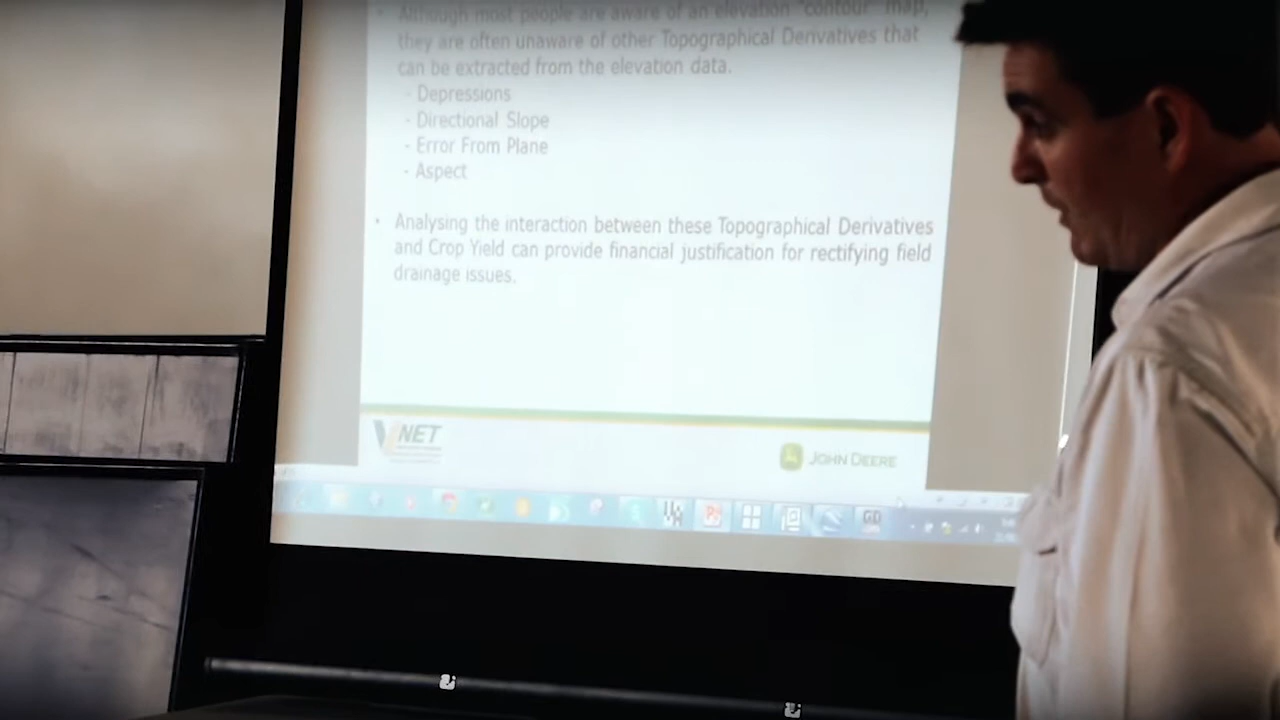 Although most people are aware of an elevation "contour" map,
they are often unaware of other Topographical Derivatives that
can be extracted from the elevation data.
- Depressions
- Directional Slope
- Error From Plane
- Aspect
• Analysing the interaction between these Topographical Derivatives
and Crop Yield can provide financial justification for rectifying field
drainage issues.
NET
JOHN DEERE
GD